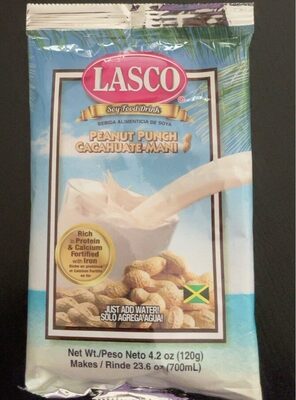 LASCO
Soy Food Drink
BEBIDA ALIMENTICIA DE SOYA
PEANUT PUNCH
CACAHUATE-MANI
Rich
in Protein
& Calcium
Fortified
with Iron
JUST ADD WATER!
SOLO AGREGA AGUA!
Net Wt./Peso Neto 4.2 oz (120g)
Makes / Rinde 23.6 oz (700mL)